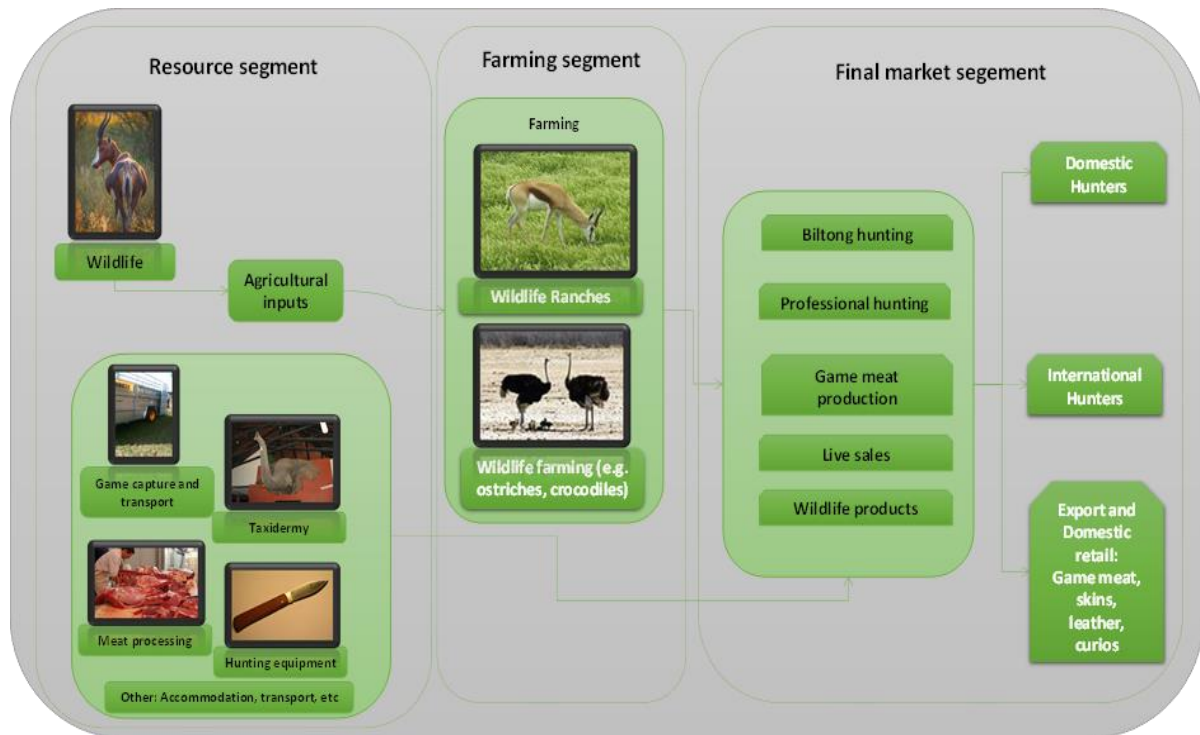 Resource segment
Wildlife
Agricultural
inputs
Game capture and
transport
Taxidermy
Meat processing
Hunting equipment
Other: Accommodation, transport, etc
Farming segment
Farming
Wildlife Ranches
Wildlife farming (e.g.
ostriches, crocodiles)
Final market segement
Biltong hunting
Professional hunting
Game meat
production
Live sales
Wildlife products
Domestic
Hunters
International
Hunters
Export and
Domestic
retail:
Game meat,
skins,
leather,
curios